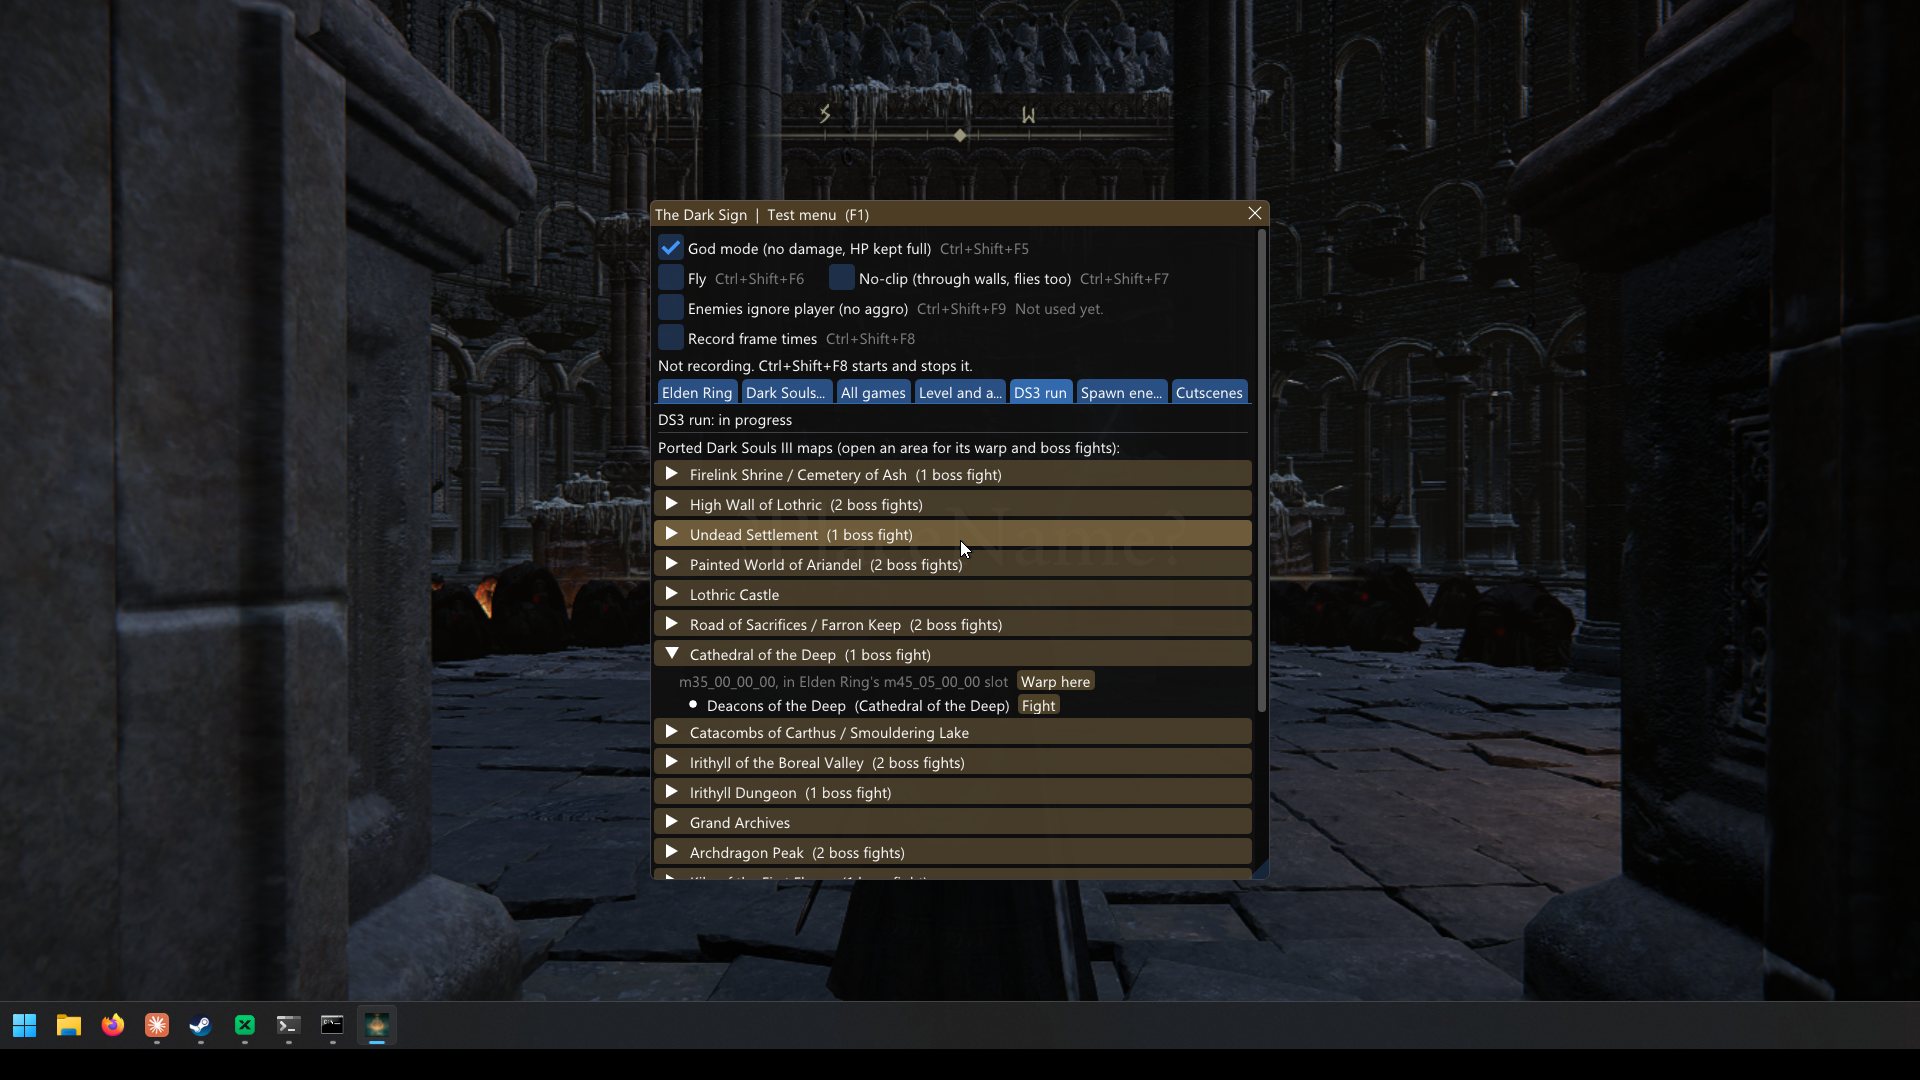 S W
The Dark Sign | Test menu (F1)
God mode (no damage, HP kept full) Ctrl+Shift+F5
Fly Ctrl+Shift+F6 No-clip (through walls, flies too) Ctrl+Shift+F7
Enemies ignore player (no aggro) Ctrl+Shift+F9 Not used yet.
Record frame times Ctrl+Shift+F8
Not recording. Ctrl+Shift+F8 starts and stops it.
Elden Ring Dark Souls... All games Level and a... DS3 run Spawn ene... Cutscenes
DS3 run: in progress
Ported Dark Souls III maps (open an area for its warp and boss fights):
Firelink Shrine / Cemetery of Ash (1 boss fight)
High Wall of Lothric (2 boss fights)
Undead Settlement (1 boss fight)
Painted World of Ariandel (2 boss fights)
Lothric Castle
Road of Sacrifices / Farron Keep (2 boss fights)
Cathedral of the Deep (1 boss fight)
m35_00_00_00, in Elden Ring's m45_05_00_00 slot Warp here
Deacons of the Deep (Cathedral of the Deep) Fight
Catacombs of Carthus / Smouldering Lake
Irithyll of the Boreal Valley (2 boss fights)
Irithyll Dungeon (1 boss fight)
Grand Archives
Archdragon Peak (2 boss fights)